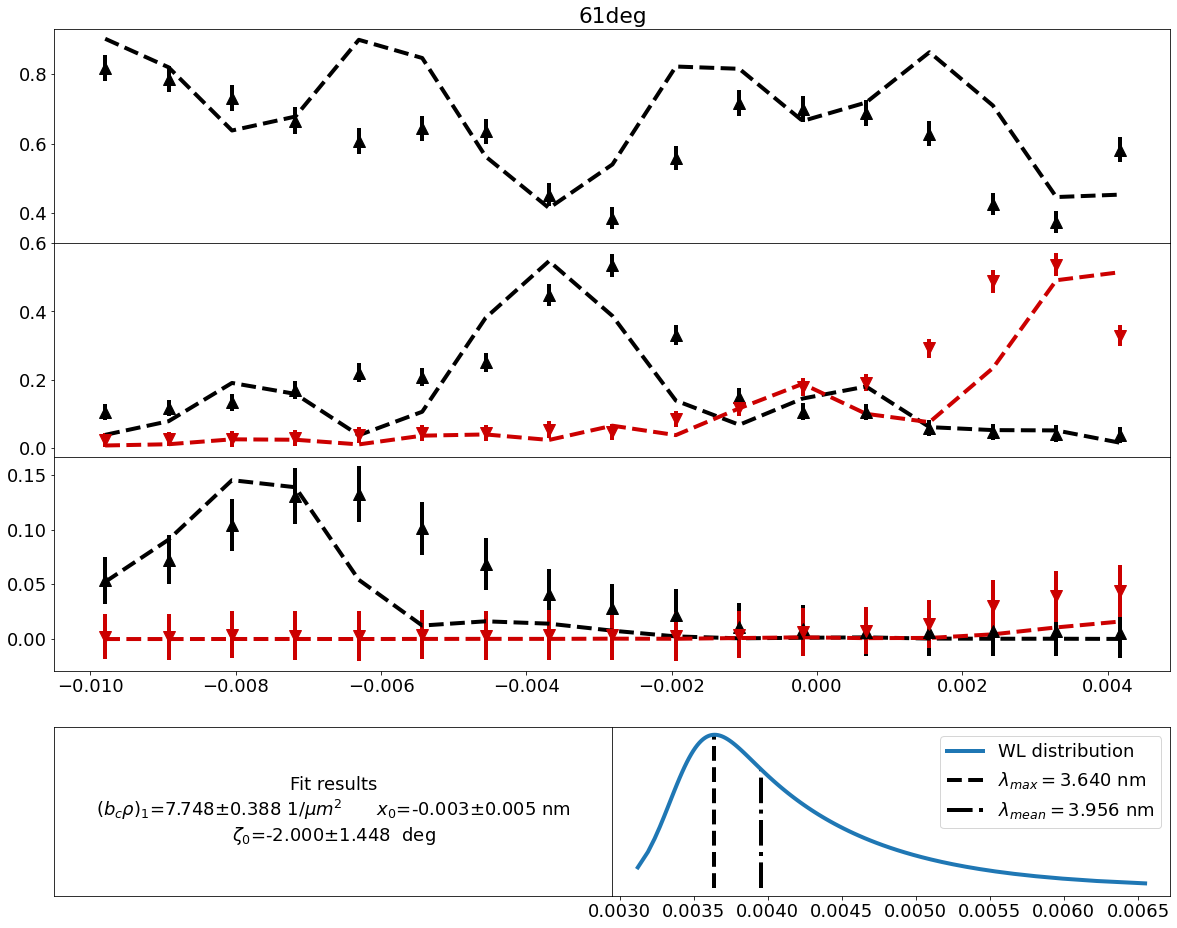 61deg
0.8
0.6
0.4
0.6
0.4
0.2
0.0
0.15
0.10
0.05
0.00
−0.010 −0.008 −0.006 −0.004 −0.002 0.000 0.002 0.004
Fit results
(b_cρ)_1=7.748±0.388 1/μm^2 x_0=-0.003±0.005 nm
ζ_0=-2.000±1.448 deg
WL distribution
λ_max = 3.640 nm
λ_mean = 3.956 nm
0.0030 0.0035 0.0040 0.0045 0.0050 0.0055 0.0060 0.0065